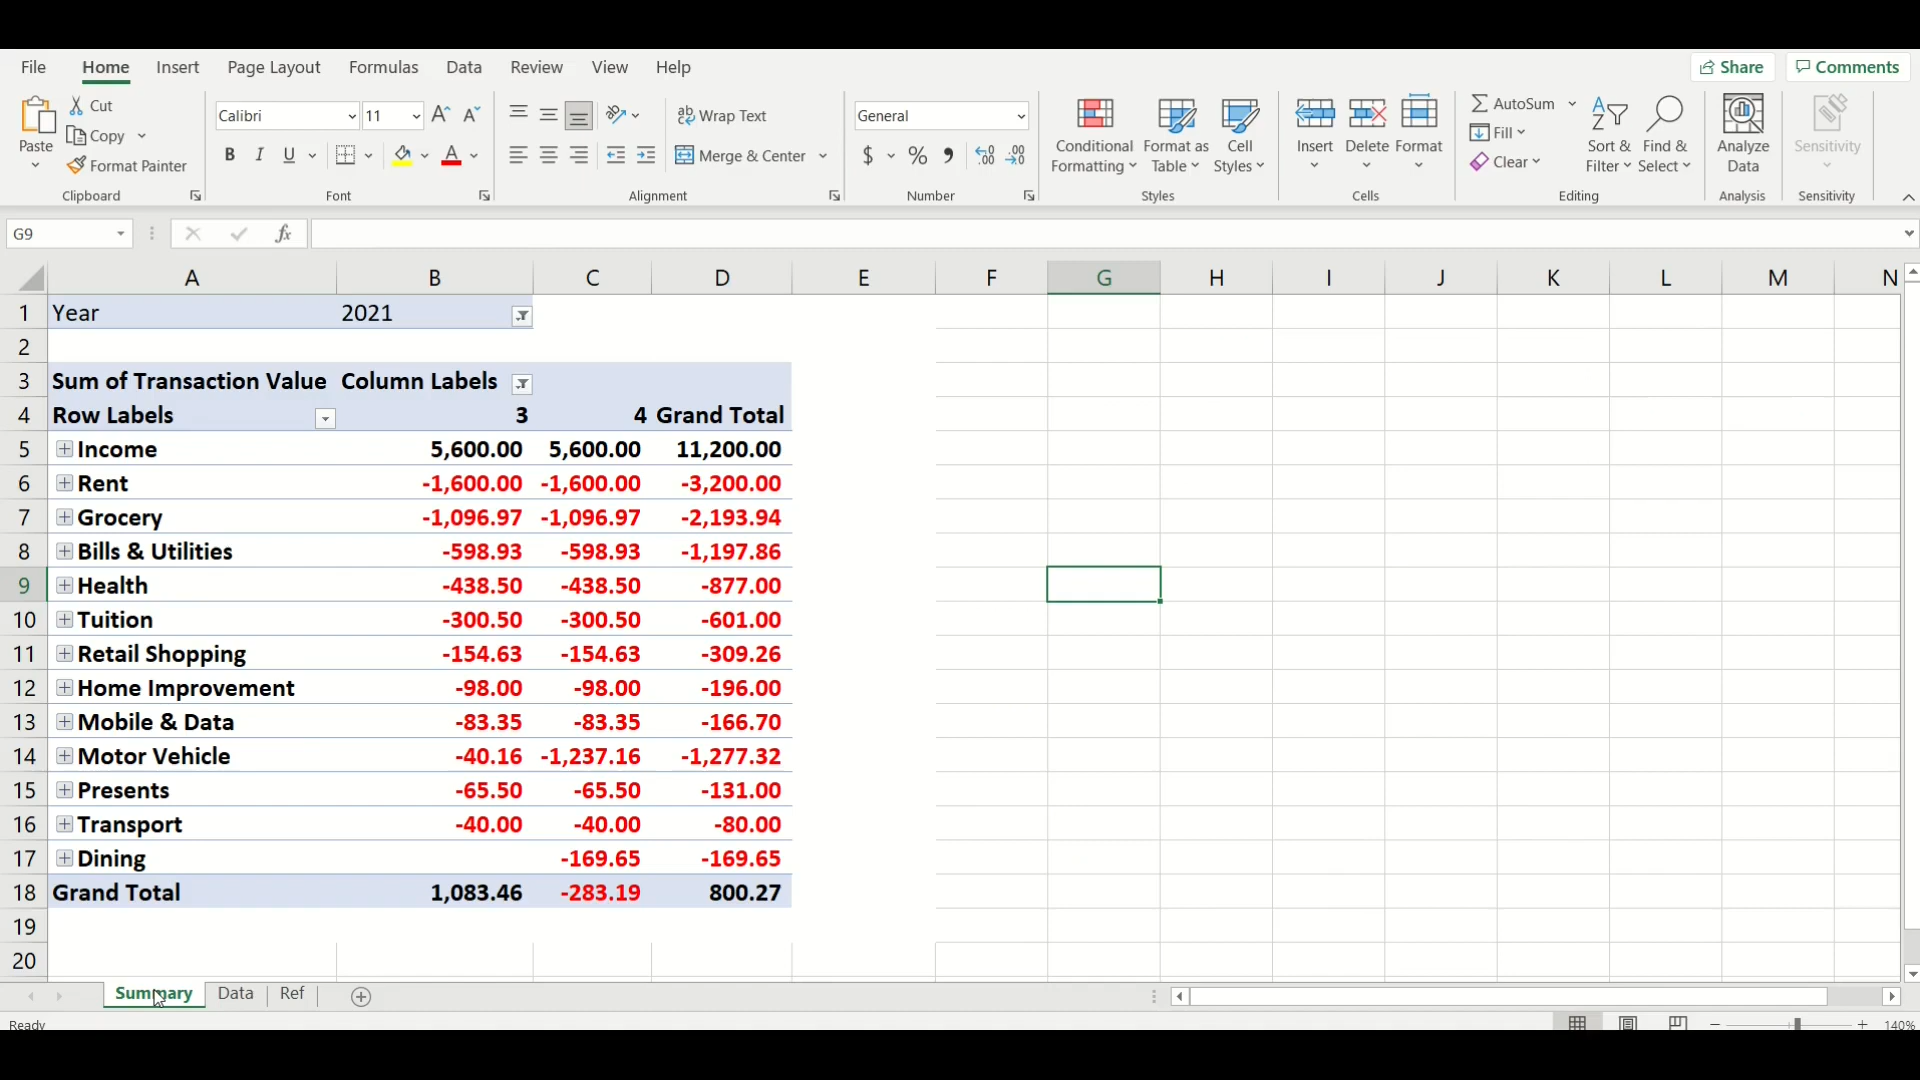 File Home Insert Page Layout Formulas Data Review View Help Share Comments
Cut
Copy
Format Painter
Paste
Clipboard
Calibri 11
B I U
Font
Wrap Text
Merge & Center
Alignment
General
$ % 9
Number
Conditional Formatting
Format as Table
Cell Styles
Styles
Insert Delete Format
Cells
AutoSum
Fill
Clear
Sort & Filter
Find & Select
Editing
Analyze Data
Analysis
Sensitivity
Sensitivity
G9 fx
A B C D E F G H I J K L M N
1 Year 2021
2
3 Sum of Transaction Value Column Labels
4 Row Labels 3 4 Grand Total
5 Income 5,600.00 5,600.00 11,200.00
6 Rent -1,600.00 -1,600.00 -3,200.00
7 Grocery -1,096.97 -1,096.97 -2,193.94
8 Bills & Utilities -598.93 -598.93 -1,197.86
9 Health -438.50 -438.50 -877.00
10 Tuition -300.50 -300.50 -601.00
11 Retail Shopping -154.63 -154.63 -309.26
12 Home Improvement -98.00 -98.00 -196.00
13 Mobile & Data -83.35 -83.35 -166.70
14 Motor Vehicle -40.16 -1,237.16 -1,277.32
15 Presents -65.50 -65.50 -131.00
16 Transport -40.00 -40.00 -80.00
17 Dining -169.65 -169.65
18 Grand Total 1,083.46 -283.19 800.27
19
20
Summary Data Ref
Ready 140%